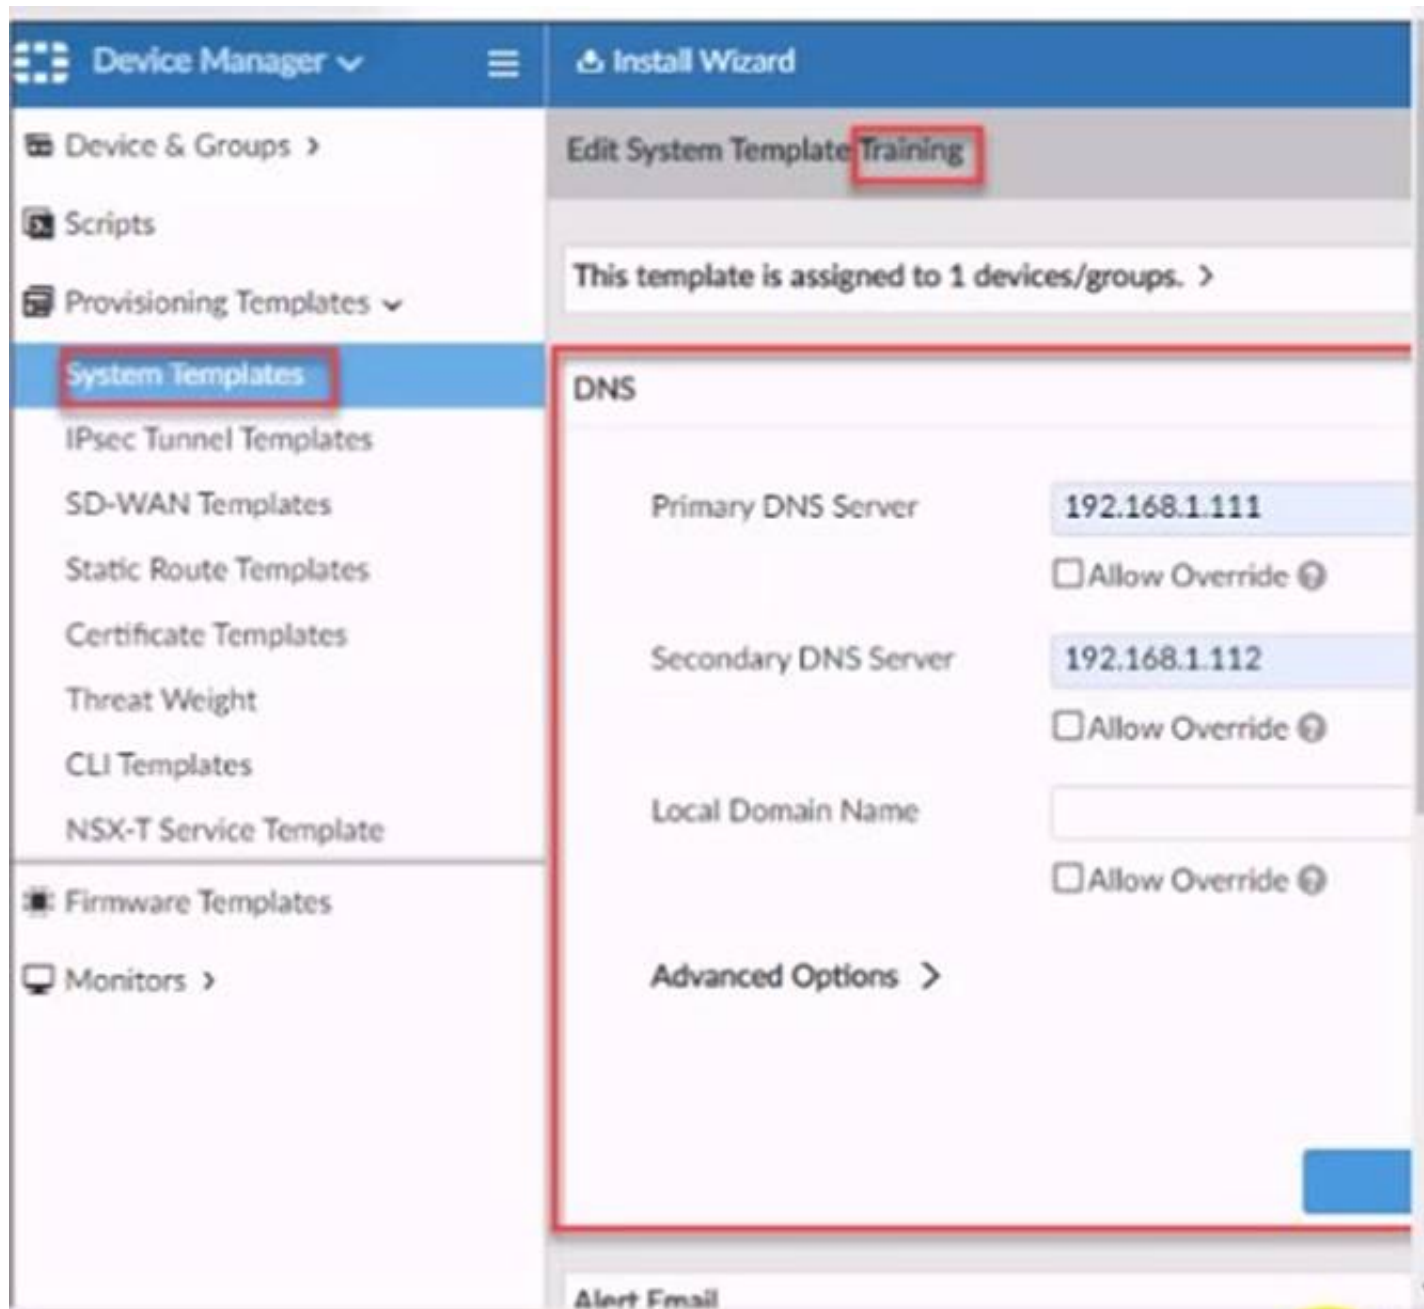 Device Manager
Install Wizard
Device & Groups
Scripts
Provisioning Templates
System Templates
IPsec Tunnel Templates
SD-WAN Templates
Static Route Templates
Certificate Templates
Threat Weight
CLI Templates
NSX-T Service Template
Firmware Templates
Monitors
Edit System Template Training
This template is assigned to 1 devices/groups.
DNS
Primary DNS Server 192.168.1.111
Allow Override
Secondary DNS Server 192.168.1.112
Allow Override
Local Domain Name
Allow Override
Advanced Options
Alert Email